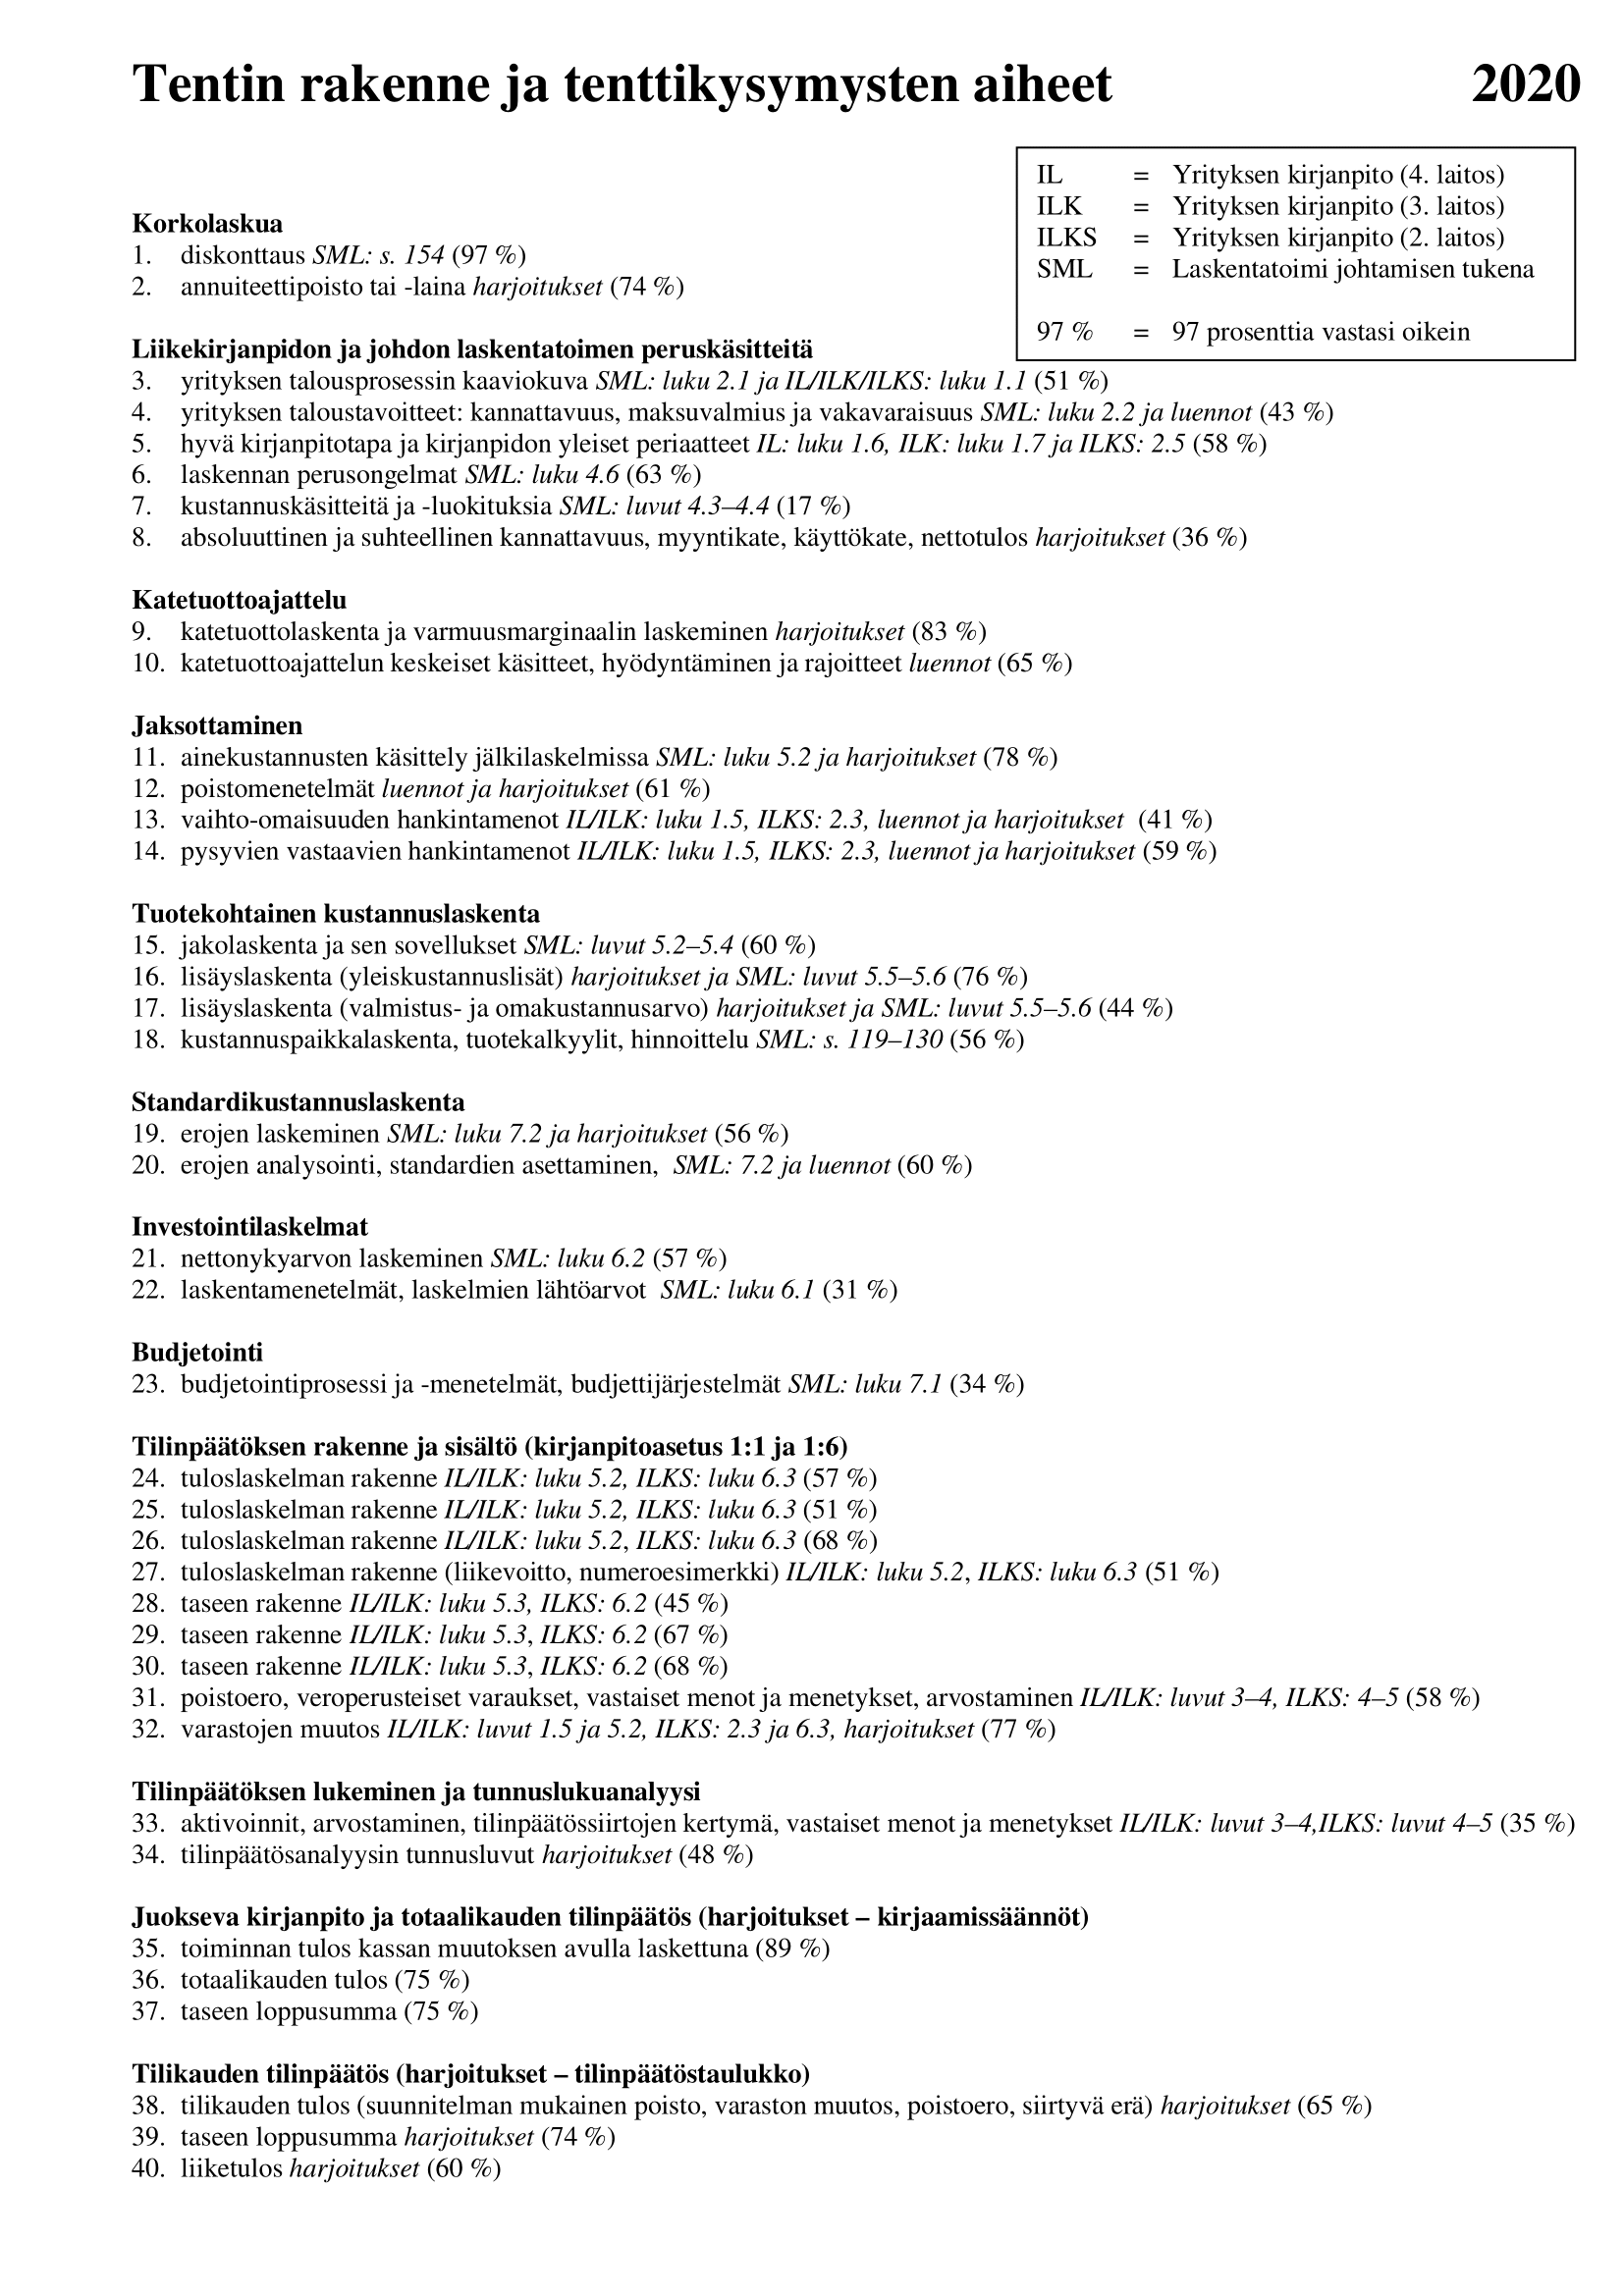 Tentin rakenne ja tenttikysymysten aiheet 2020
IL = Yrityksen kirjanpito (4. laitos)
ILK = Yrityksen kirjanpito (3. laitos)
ILKS = Yrityksen kirjanpito (2. laitos)
SML = Laskentatoimi johtamisen tukena
97 % = 97 prosenttia vastasi oikein
Korkolaskua
1. diskonttaus SML: s. 154 (97 %)
2. annuiteettipoisto tai -laina harjoitukset (74 %)
Liikekirjanpidon ja johdon laskentatoimen peruskäsitteitä
3. yrityksen talousprosessin kaaviokuva SML: luku 2.1 ja IL/ILK/ILKS: luku 1.1 (51 %)
4. yrityksen taloustavoitteet: kannattavuus, maksuvalmius ja vakavaraisuus SML: luku 2.2 ja luennot (43 %)
5. hyvä kirjanpitotapa ja kirjanpidon yleiset periaatteet IL: luku 1.6, ILK: luku 1.7 ja ILKS: 2.5 (58 %)
6. laskennan perusongelmat SML: luku 4.6 (63 %)
7. kustannuskäsitteitä ja -luokituksia SML: luvut 4.3–4.4 (17 %)
8. absoluuttinen ja suhteellinen kannattavuus, myyntikate, käyttökate, nettotulos harjoitukset (36 %)
Katetuottoajattelu
9. katetuottolaskenta ja varmuusmarginaalin laskeminen harjoitukset (83 %)
10. katetuottoajattelun keskeiset käsitteet, hyödyntäminen ja rajoitteet luennot (65 %)
Jaksottaminen
11. ainekustannusten käsittely jälkilaskelmissa SML: luku 5.2 ja harjoitukset (78 %)
12. poistomenetelmät luennot ja harjoitukset (61 %)
13. vaihto-omaisuuden hankintamenot IL/ILK: luku 1.5, ILKS: 2.3, luennot ja harjoitukset (41 %)
14. pysyvien vastaavien hankintamenot IL/ILK: luku 1.5, ILKS: 2.3, luennot ja harjoitukset (59 %)
Tuotekohtainen kustannuslaskenta
15. jakolaskenta ja sen sovellukset SML: luvut 5.2–5.4 (60 %)
16. lisäyslaskenta (yleiskustannuslisät) harjoitukset ja SML: luvut 5.5–5.6 (76 %)
17. lisäyslaskenta (valmistus- ja omakustannusarvo) harjoitukset ja SML: luvut 5.5–5.6 (44 %)
18. kustannuspaikkalaskenta, tuotekalkyylit, hinnoittelu SML: s. 119–130 (56 %)
Standardikustannuslaskenta
19. erojen laskeminen SML: luku 7.2 ja harjoitukset (56 %)
20. erojen analysointi, standardien asettaminen, SML: 7.2 ja luennot (60 %)
Investointilaskelmat
21. nettonykyarvon laskeminen SML: luku 6.2 (57 %)
22. laskentamenetelmät, laskelmien lähtöarvot SML: luku 6.1 (31 %)
Budjetointi
23. budjetointiprosessi ja -menetelmät, budjettijärjestelmät SML: luku 7.1 (34 %)
Tilinpäätöksen rakenne ja sisältö (kirjanpitoasetus 1:1 ja 1:6)
24. tuloslaskelman rakenne IL/ILK: luku 5.2, ILKS: luku 6.3 (57 %)
25. tuloslaskelman rakenne IL/ILK: luku 5.2, ILKS: luku 6.3 (51 %)
26. tuloslaskelman rakenne IL/ILK: luku 5.2, ILKS: luku 6.3 (68 %)
27. tuloslaskelman rakenne (liikevoitto, numeroesimerkki) IL/ILK: luku 5.2, ILKS: luku 6.3 (51 %)
28. taseen rakenne IL/ILK: luku 5.3, ILKS: 6.2 (45 %)
29. taseen rakenne IL/ILK: luku 5.3, ILKS: 6.2 (67 %)
30. taseen rakenne IL/ILK: luku 5.3, ILKS: 6.2 (68 %)
31. poistoero, veroperusteiset varaukset, vastaiset menot ja menetykset, arvostaminen IL/ILK: luvut 3–4, ILKS: 4–5 (58 %)
32. varastojen muutos IL/ILK: luvut 1.5 ja 5.2, ILKS: 2.3 ja 6.3, harjoitukset (77 %)
Tilinpäätöksen lukeminen ja tunnuslukuanalyysi
33. aktivoinnit, arvostaminen, tilinpäätössiirtojen kertymä, vastaiset menot ja menetykset IL/ILK: luvut 3–4,ILKS: luvut 4–5 (35 %)
34. tilinpäätösanalyysin tunnusluvut harjoitukset (48 %)
Juokseva kirjanpito ja totaalikauden tilinpäätös (harjoitukset – kirjaamissäännöt)
35. toiminnan tulos kassan muutoksen avulla laskettuna (89 %)
36. totaalikauden tulos (75 %)
37. taseen loppusumma (75 %)
Tilikauden tilinpäätös (harjoitukset – tilinpäätöstaulukko)
38. tilikauden tulos (suunnitelman mukainen poisto, varaston muutos, poistoero, siirtyvä erä) harjoitukset (65 %)
39. taseen loppusumma harjoitukset (74 %)
40. liiketulos harjoitukset (60 %)